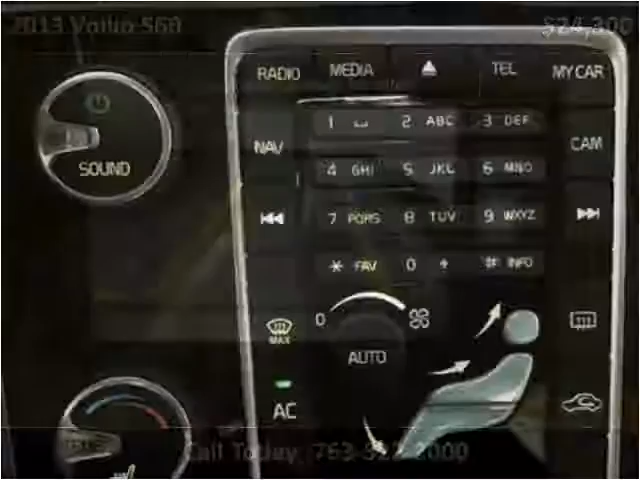 2013 Volvo S60
$24,300
RADIO MEDIA TEL MY CAR
1 2 ABC 3 DEF
NAV CAM
4 GHI 5 JKL 6 MNO
SOUND
7 PQRS 8 TUV 9 WXYZ
* FAV 0 + # INFO
0
MAX
AUTO
AC
Call Today: